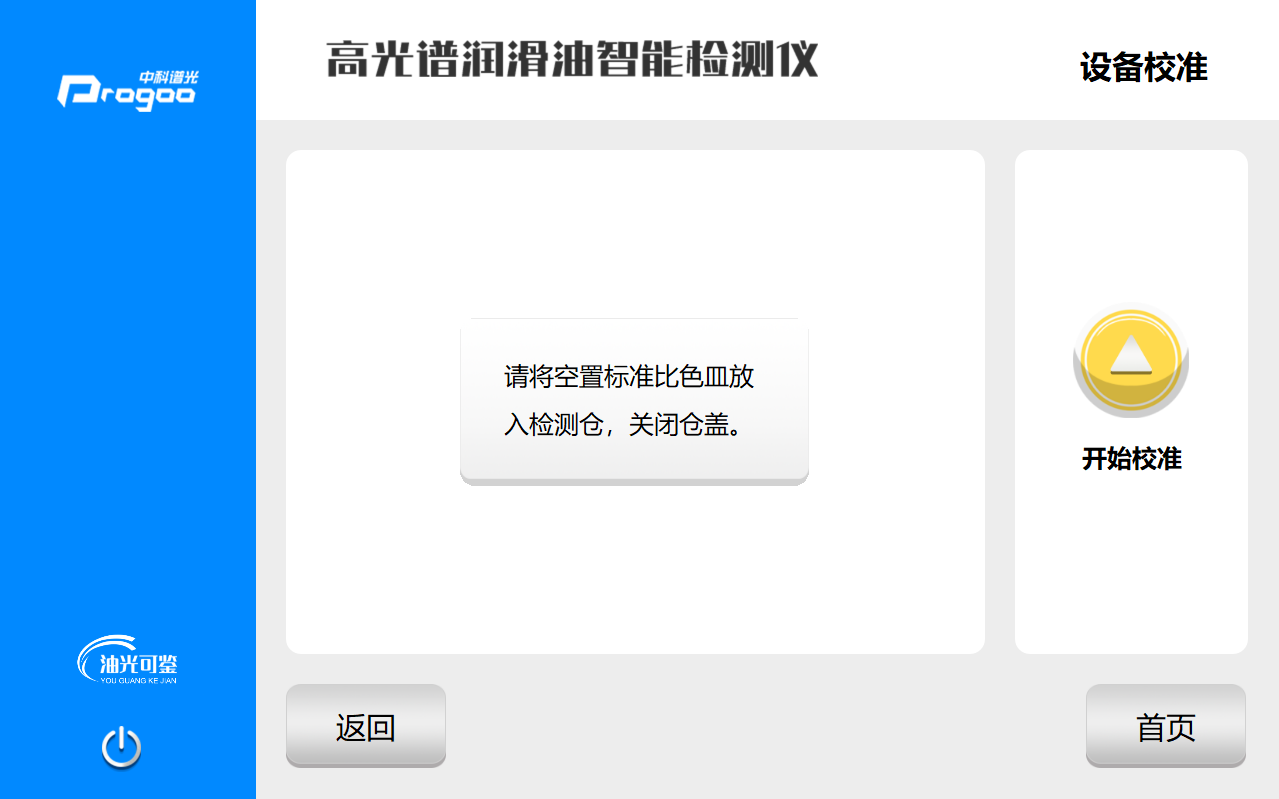 中科谱光
Progoo
高光谱润滑油智能检测仪
设备校准
请将空置标准比色皿放
入检测仓，关闭仓盖。
开始校准
油光可鉴
YOU GUANG KE JIAN
返回
首页